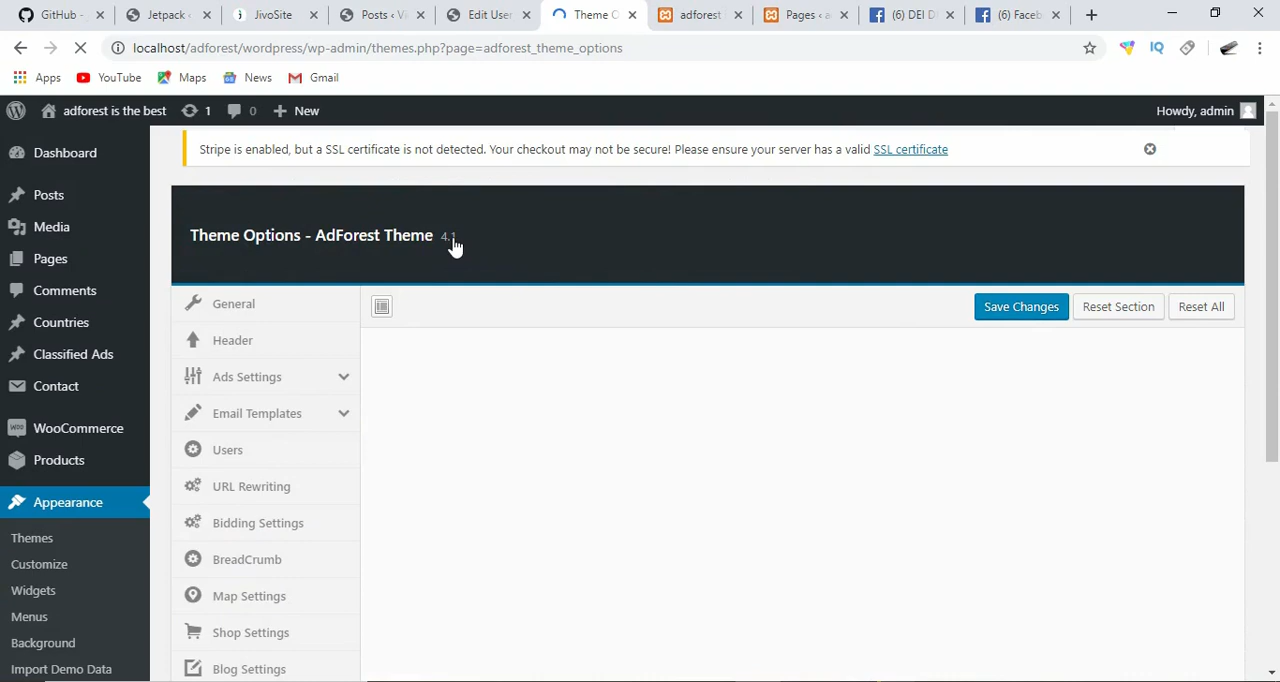 GitHub -
Jetpack
JivoSite
Posts ‹ Vi
Edit User
Theme O
adforest
Pages ‹ a
(6) DEI D
(6) Faceb
localhost/adforest/wordpress/wp-admin/themes.php?page=adforest_theme_options
IQ
Apps YouTube Maps News Gmail
adforest is the best 1 0 New Howdy, admin
Stripe is enabled, but a SSL certificate is not detected. Your checkout may not be secure! Please ensure your server has a valid SSL certificate
Theme Options - AdForest Theme 4.1
Save Changes Reset Section Reset All
Dashboard
Posts
Media
Pages
Comments
Countries
Classified Ads
Contact
WooCommerce
Products
Appearance
Themes
Customize
Widgets
Menus
Background
Import Demo Data
General
Header
Ads Settings
Email Templates
Users
URL Rewriting
Bidding Settings
BreadCrumb
Map Settings
Shop Settings
Blog Settings